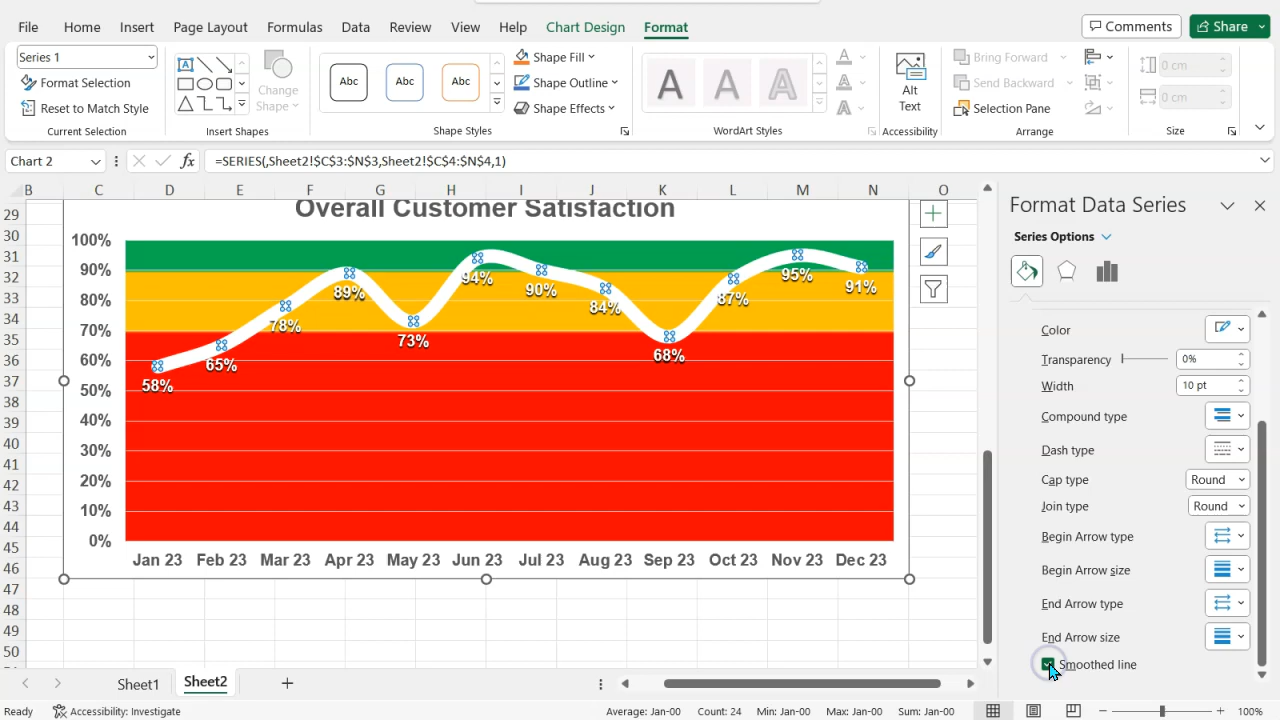 File Home Insert Page Layout Formulas Data Review View Help Chart Design Format Comments Share
Series 1
Format Selection
Reset to Match Style
Current Selection
Change
Shape
Insert Shapes
Abc Abc Abc
Shape Fill
Shape Outline
Shape Effects
Shape Styles
A A A
WordArt Styles
Alt
Text
Accessibility
Bring Forward
Send Backward
Selection Pane
Arrange
0 cm
0 cm
Size
Chart 2 fx =SERIES(,Sheet2!$C$3:$N$3,Sheet2!$C$4:$N$4,1)
B C D E F G H I J K L M N O
29
30
31
32
33
34
35
36
37
38
39
40
41
42
43
44
45
46
47
48
49
50
Overall Customer Satisfaction
100%
90%
80%
70%
60%
50%
40%
30%
20%
10%
0%
58% 65% 78% 89% 73% 94% 90% 84% 68% 87% 95% 91%
Jan 23 Feb 23 Mar 23 Apr 23 May 23 Jun 23 Jul 23 Aug 23 Sep 23 Oct 23 Nov 23 Dec 23
Format Data Series
Series Options
Color
Transparency 0%
Width 10 pt
Compound type
Dash type
Cap type Round
Join type Round
Begin Arrow type
Begin Arrow size
End Arrow type
End Arrow size
Smoothed line
Sheet1 Sheet2
Ready Accessibility: Investigate Average: Jan-00 Count: 24 Min: Jan-00 Max: Jan-00 Sum: Jan-00 100%